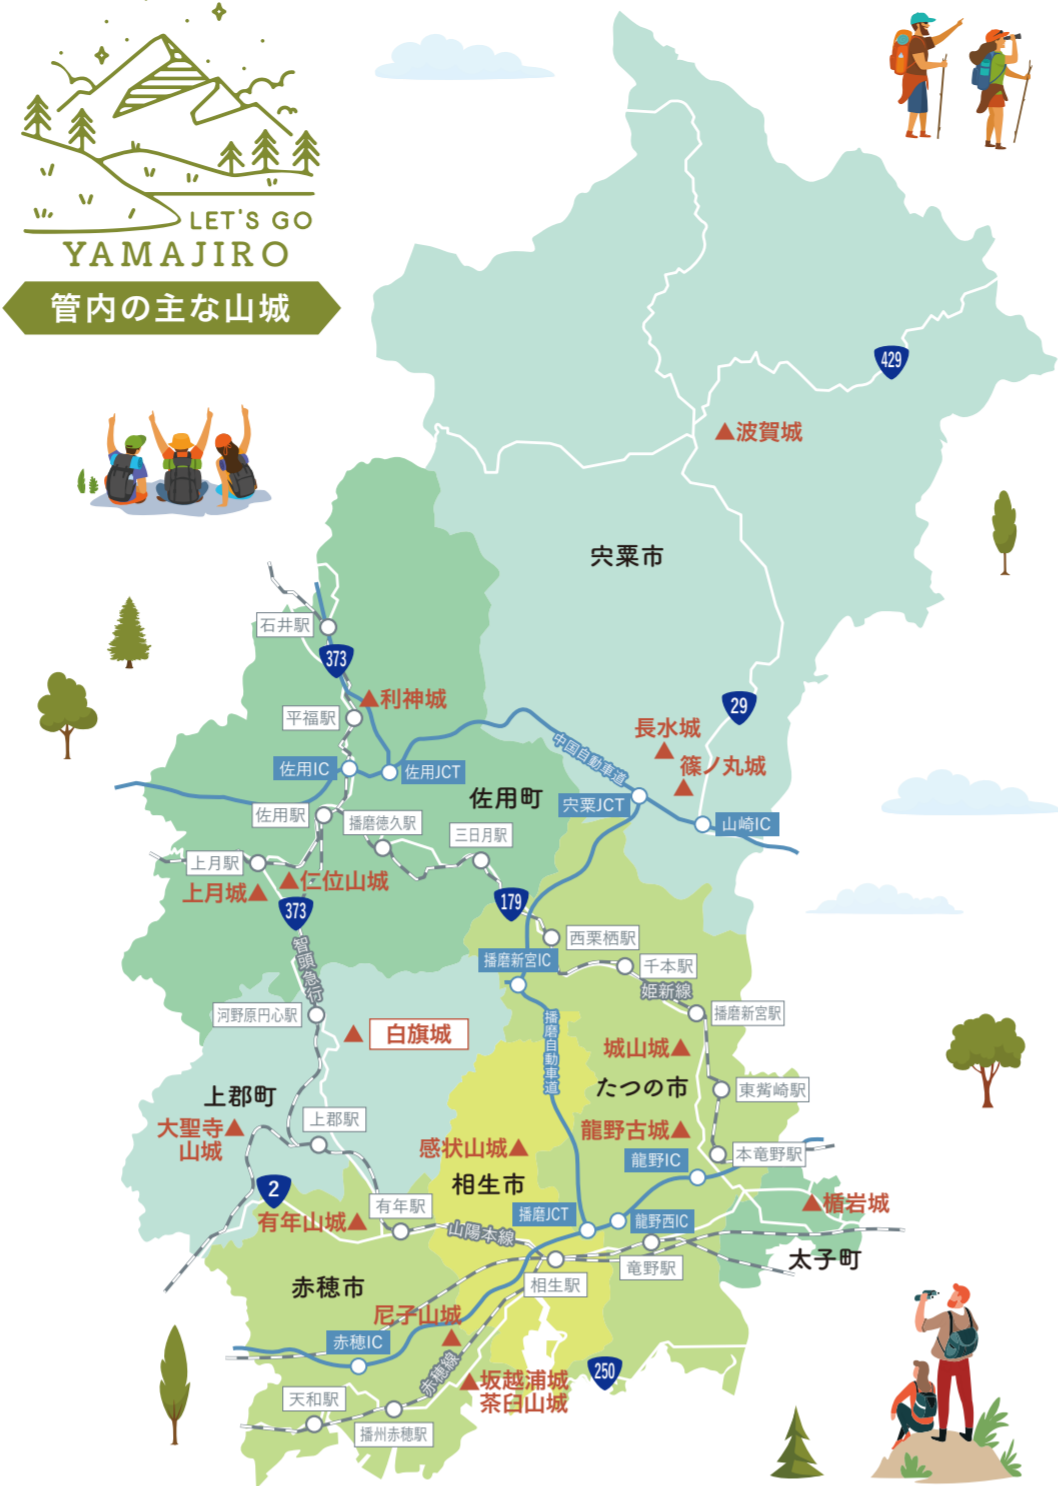 LET'S GO
YAMAJIRO
管内の主な山城
429
波賀城
宍粟市
石井駅
373
利神城
平福駅
29
長水城
篠ノ丸城
中国自動車道
佐用IC
佐用JCT
佐用町
宍粟JCT
山崎IC
佐用駅
播磨徳久駅
三日月駅
上月駅
上月城
仁位山城
373
179
智頭急行
西栗栖駅
播磨新宮IC
千本駅
姫新線
河野原円心駅
播磨新宮駅
白旗城
播磨自動車道
城山城
たつの市
東觜崎駅
上郡町
上郡駅
大聖寺
山城
龍野古城
感状山城
本竜野駅
龍野IC
相生市
2
有年駅
播磨JCT
龍野西IC
楯岩城
有年山城
山陽本線
太子町
竜野駅
相生駅
赤穂市
尼子山城
赤穂IC
赤穂線
250
坂越浦城
茶臼山城
天和駅
播州赤穂駅